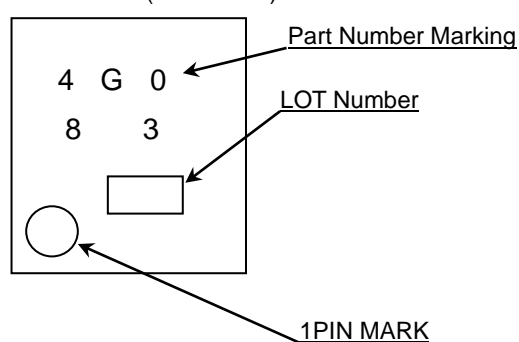 Part Number Marking
4 G 0
LOT Number
8 3
1PIN MARK